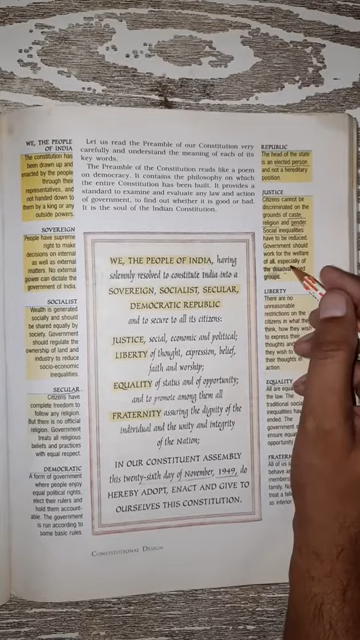 Let us read the Preamble of our Constitution very
carefully and understand the meaning of each of its
key words.
The Preamble of the Constitution reads like a poem
on democracy. It contains the philosophy on which
the entire Constitution has been built. It provides a
standard to examine and evaluate any law and action
of government, to find out whether it is good or bad.
It is the soul of the Indian Constitution.
WE, THE PEOPLE
OF INDIA
The constitution has
been drawn up and
enacted by the people
through their
representatives, and
not handed down to
them by a king or any
outside powers.
SOVEREIGN
People have supreme
right to make
decisions on internal
as well as external
matters. No external
power can dictate the
government of India.
SOCIALIST
Wealth is generated
socially and should
be shared equally by
society. Government
should regulate the
ownership of land and
industry to reduce
socio-economic
inequalities.
SECULAR
Citizens have
complete freedom to
follow any religion.
But there is no official
religion. Government
treats all religious
beliefs and practices
with equal respect.
DEMOCRATIC
A form of government
where people enjoy
equal political rights,
elect their rulers and
hold them account-
able. The government
is run according to
some basic rules
WE, THE PEOPLE OF INDIA, having
solemnly resolved to constitute India into a
SOVEREIGN, SOCIALIST, SECULAR,
DEMOCRATIC REPUBLIC
and to secure to all its citizens:
JUSTICE, social, economic and political;
LIBERTY of thought, expression, belief,
faith and worship;
EQUALITY of status and of opportunity;
and to promote among them all
FRATERNITY assuring the dignity of the
individual and the unity and integrity
of the Nation;
IN OUR CONSTITUENT ASSEMBLY
this twenty-sixth day of November, 1949, do
HEREBY ADOPT, ENACT AND GIVE TO
OURSELVES THIS CONSTITUTION.
REPUBLIC
The head of the state
is an elected person
and not a hereditary
position.
JUSTICE
Citizens cannot be
discriminated on the
grounds of caste,
religion and gender.
Social inequalities
have to be reduced.
Government should
work for the welfare
of all, especially of
the
groups.
LIBERTY
There are no
unreasonable
restrictions on the
citizens in what
think, how they wish
to express their
thoughts and
they wish to
their thoughts in
action.
EQUALITY
All are equal
the law. The
traditional social
inequalities
ended. The
government
ensure equal
opportunity
All of us
behave
members
family. No
treat a
as inferior
CONSTITUTIONAL DESIGN